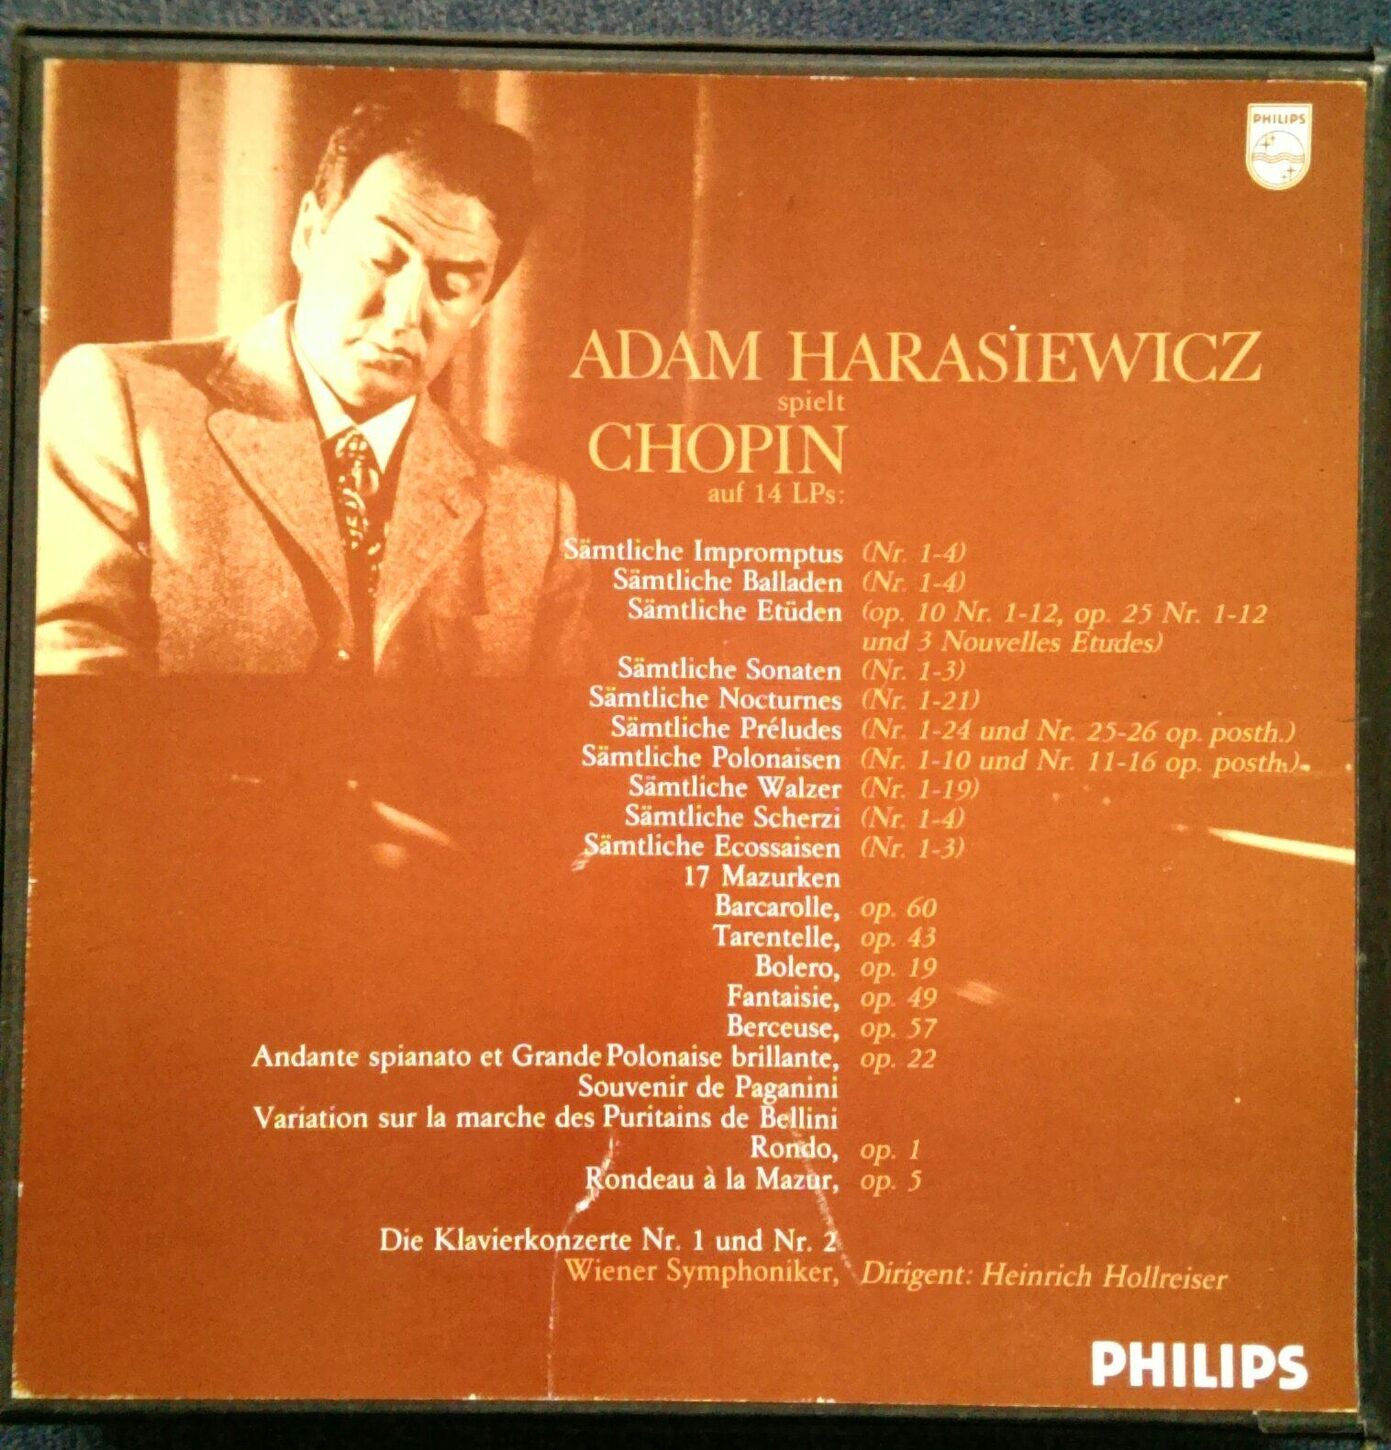 PHILIPS
ADAM HARASIEWICZ
spielt
CHOPIN
auf 14 LPs:
Sämtliche Impromptus (Nr. 1-4)
Sämtliche Balladen (Nr. 1-4)
Sämtliche Etüden (op. 10 Nr. 1-12, op. 25 Nr. 1-12
und 3 Nouvelles Etudes)
Sämtliche Sonaten (Nr. 1-3)
Sämtliche Nocturnes (Nr. 1-21)
Sämtliche Préludes (Nr. 1-24 und Nr. 25-26 op. posth.)
Sämtliche Polonaisen (Nr. 1-10 und Nr. 11-16 op. posth.)
Sämtliche Walzer (Nr. 1-19)
Sämtliche Scherzi (Nr. 1-4)
Sämtliche Ecossaisen (Nr. 1-3)
17 Mazurken
Barcarolle, op. 60
Tarentelle, op. 43
Bolero, op. 19
Fantaisie, op. 49
Berceuse, op. 57
Andante spianato et Grande Polonaise brillante, op. 22
Souvenir de Paganini
Variation sur la marche des Puritains de Bellini
Rondo, op. 1
Rondeau à la Mazur, op. 5
Die Klavierkonzerte Nr. 1 und Nr. 2
Wiener Symphoniker, Dirigent: Heinrich Hollreiser
PHILIPS